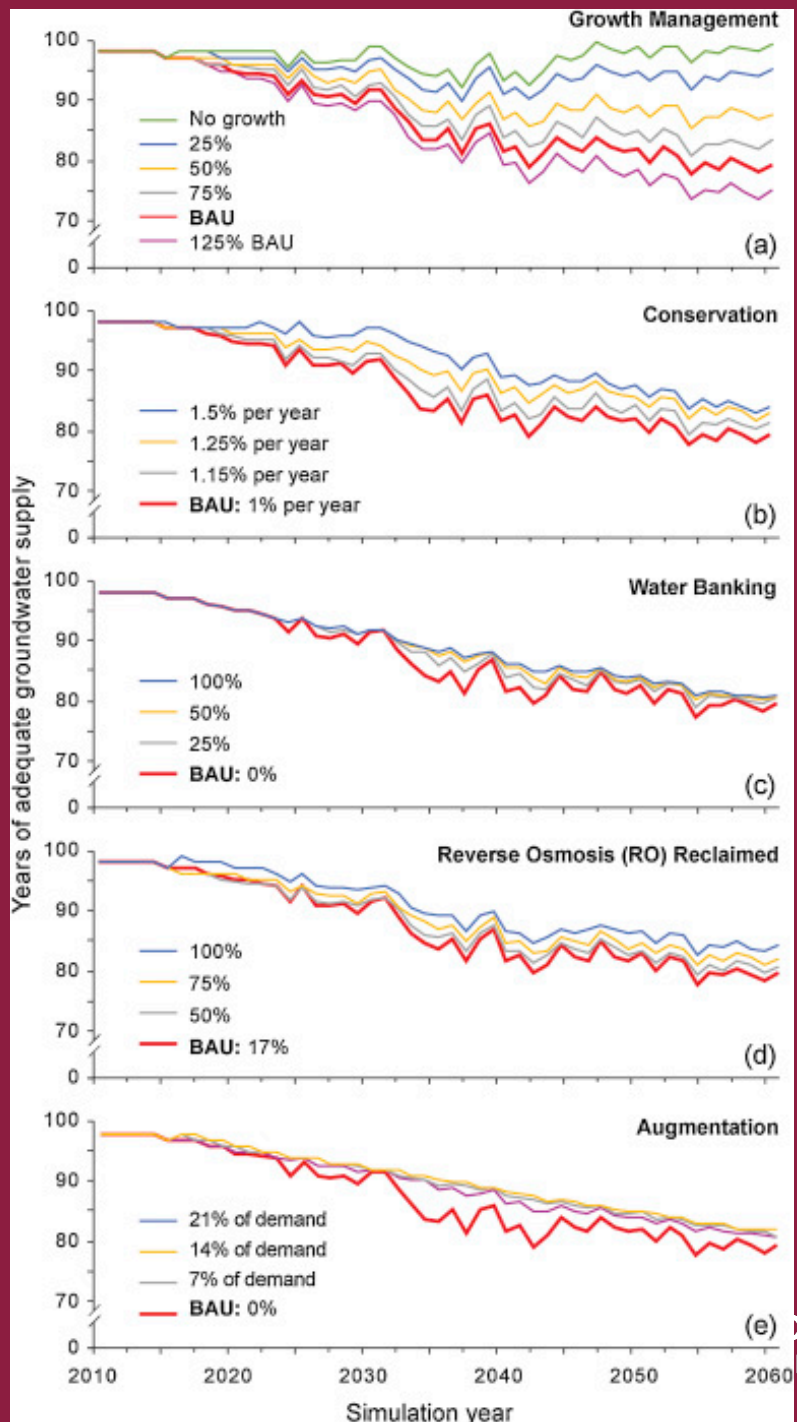 Years of adequate groundwater supply
Growth Management
100
90
80
70
0
No growth
25%
50%
75%
BAU
125% BAU
(a)
Conservation
100
90
80
70
0
1.5% per year
1.25% per year
1.15% per year
BAU: 1% per year
(b)
Water Banking
100
90
80
70
0
100%
50%
25%
BAU: 0%
(c)
Reverse Osmosis (RO) Reclaimed
100
90
80
70
0
100%
75%
50%
BAU: 17%
(d)
Augmentation
100
90
80
70
0
21% of demand
14% of demand
7% of demand
BAU: 0%
(e)
2010 2020 2030 2040 2050 2060
Simulation year